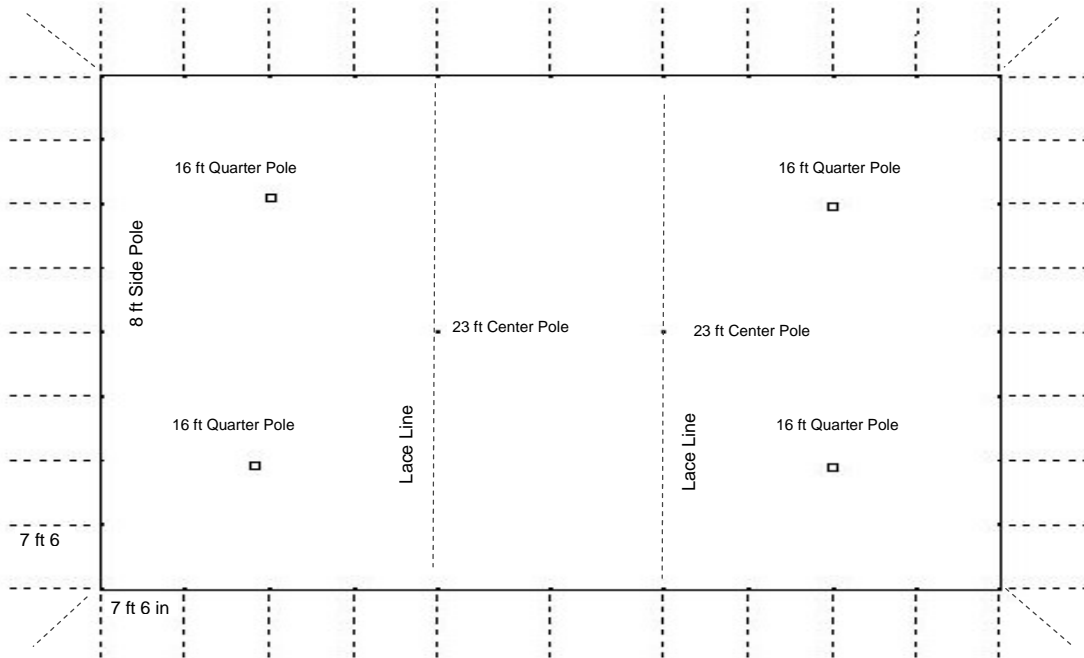 16 ft Quarter Pole
16 ft Quarter Pole
8 ft Side Pole
23 ft Center Pole
23 ft Center Pole
16 ft Quarter Pole
16 ft Quarter Pole
Lace Line
Lace Line
7 ft 6
7 ft 6 in